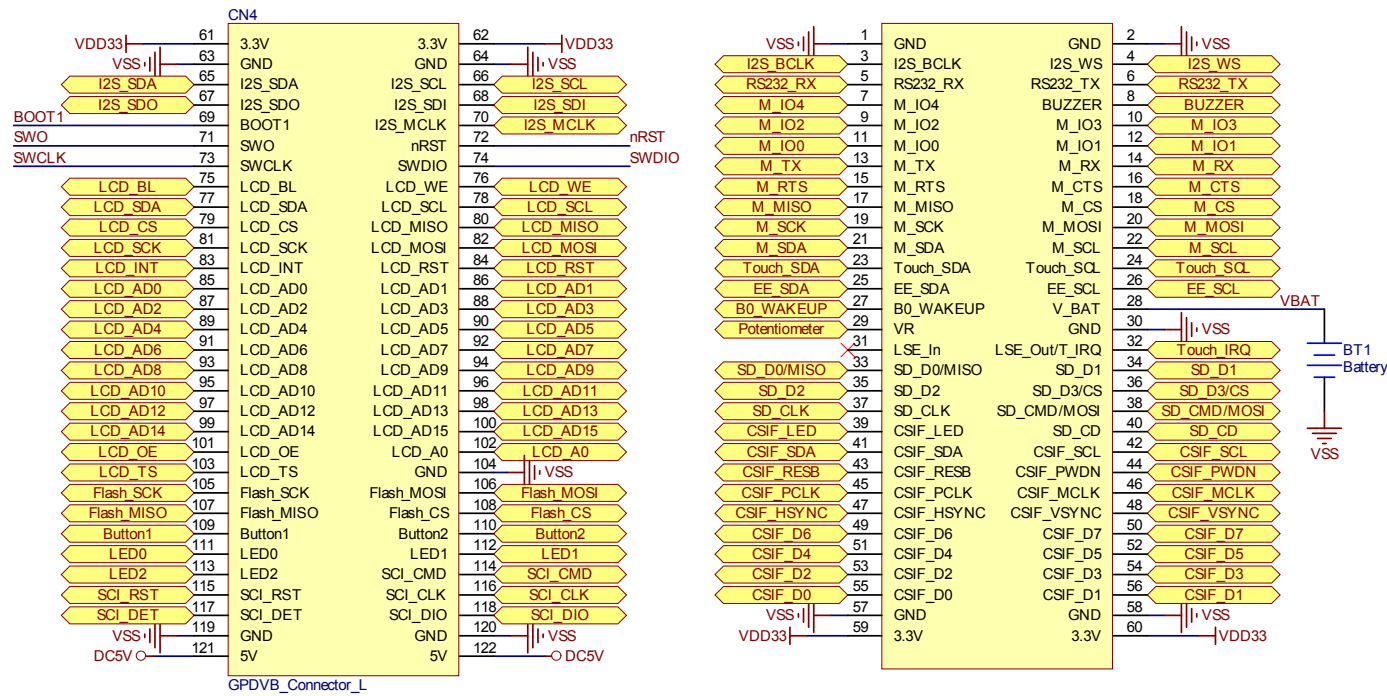 CN4
VDD33 61 3.3V 3.3V 62 VDD33
VSS 63 GND GND 64 VSS
I2S_SDA 65 I2S_SDA I2S_SCL 66 I2S_SCL
I2S_SDO 67 I2S_SDO I2S_SDI 68 I2S_SDI
BOOT1 69 BOOT1 I2S_MCLK 70 I2S_MCLK
SWO 71 SWO nRST 72 nRST
SWCLK 73 SWCLK SWDIO 74 SWDIO
LCD_BL 75 LCD_BL LCD_WE 76 LCD_WE
LCD_SDA 77 LCD_SDA LCD_SCL 78 LCD_SCL
LCD_CS 79 LCD_CS LCD_MISO 80 LCD_MISO
LCD_SCK 81 LCD_SCK LCD_MOSI 82 LCD_MOSI
LCD_INT 83 LCD_INT LCD_RST 84 LCD_RST
LCD_AD0 85 LCD_AD0 LCD_AD1 86 LCD_AD1
LCD_AD2 87 LCD_AD2 LCD_AD3 88 LCD_AD3
LCD_AD4 89 LCD_AD4 LCD_AD5 90 LCD_AD5
LCD_AD6 91 LCD_AD6 LCD_AD7 92 LCD_AD7
LCD_AD8 93 LCD_AD8 LCD_AD9 94 LCD_AD9
LCD_AD10 95 LCD_AD10 LCD_AD11 96 LCD_AD11
LCD_AD12 97 LCD_AD12 LCD_AD13 98 LCD_AD13
LCD_AD14 99 LCD_AD14 LCD_AD15 100 LCD_AD15
LCD_OE 101 LCD_OE LCD_A0 102 LCD_A0
LCD_TS 103 LCD_TS GND 104 VSS
Flash_SCK 105 Flash_SCK Flash_MOSI 106 Flash_MOSI
Flash_MISO 107 Flash_MISO Flash_CS 108 Flash_CS
Button1 109 Button1 Button2 110 Button2
LED0 111 LED0 LED1 112 LED1
LED2 113 LED2 SCI_CMD 114 SCI_CMD
SCI_RST 115 SCI_RST SCI_CLK 116 SCI_CLK
SCI_DET 117 SCI_DET SCI_DIO 118 SCI_DIO
VSS 119 GND GND 120 VSS
DC5V 121 5V 5V 122 DC5V
GPDVB_Connector_L
VSS 1 GND GND 2 VSS
I2S_BCLK 3 I2S_BCLK I2S_WS 4 I2S_WS
RS232_RX 5 RS232_RX RS232_TX 6 RS232_TX
M_IO4 7 M_IO4 BUZZER 8 BUZZER
M_IO2 9 M_IO2 M_IO3 10 M_IO3
M_IO0 11 M_IO0 M_IO1 12 M_IO1
M_TX 13 M_TX M_RX 14 M_RX
M_RTS 15 M_RTS M_CTS 16 M_CTS
M_MISO 17 M_MISO M_CS 18 M_CS
M_SCK 19 M_SCK M_MOSI 20 M_MOSI
M_SDA 21 M_SDA M_SCL 22 M_SCL
Touch_SDA 23 Touch_SDA Touch_SCL 24 Touch_SCL
EE_SDA 25 EE_SDA EE_SCL 26 EE_SCL
B0_WAKEUP 27 B0_WAKEUP V_BAT 28 VBAT
Potentiometer 29 VR GND 30 VSS
31 LSE_In LSE_Out/T_IRQ 32 Touch_IRQ
BT1
Battery
VSS
SD_D0/MISO 33 SD_D0/MISO SD_D1 34 SD_D1
SD_D2 35 SD_D2 SD_D3/CS 36 SD_D3/CS
SD_CLK 37 SD_CLK SD_CMD/MOSI 38 SD_CMD/MOSI
CSIF_LED 39 CSIF_LED SD_CD 40 SD_CD
CSIF_SDA 41 CSIF_SDA CSIF_SCL 42 CSIF_SCL
CSIF_RESB 43 CSIF_RESB CSIF_PWDN 44 CSIF_PWDN
CSIF_PCLK 45 CSIF_PCLK CSIF_MCLK 46 CSIF_MCLK
CSIF_HSYNC 47 CSIF_HSYNC CSIF_VSYNC 48 CSIF_VSYNC
CSIF_D6 49 CSIF_D6 CSIF_D7 50 CSIF_D7
CSIF_D4 51 CSIF_D4 CSIF_D5 52 CSIF_D5
CSIF_D2 53 CSIF_D2 CSIF_D3 54 CSIF_D3
CSIF_D0 55 CSIF_D0 CSIF_D1 56 CSIF_D1
VSS 57 GND GND 58 VSS
VDD33 59 3.3V 3.3V 60 VDD33